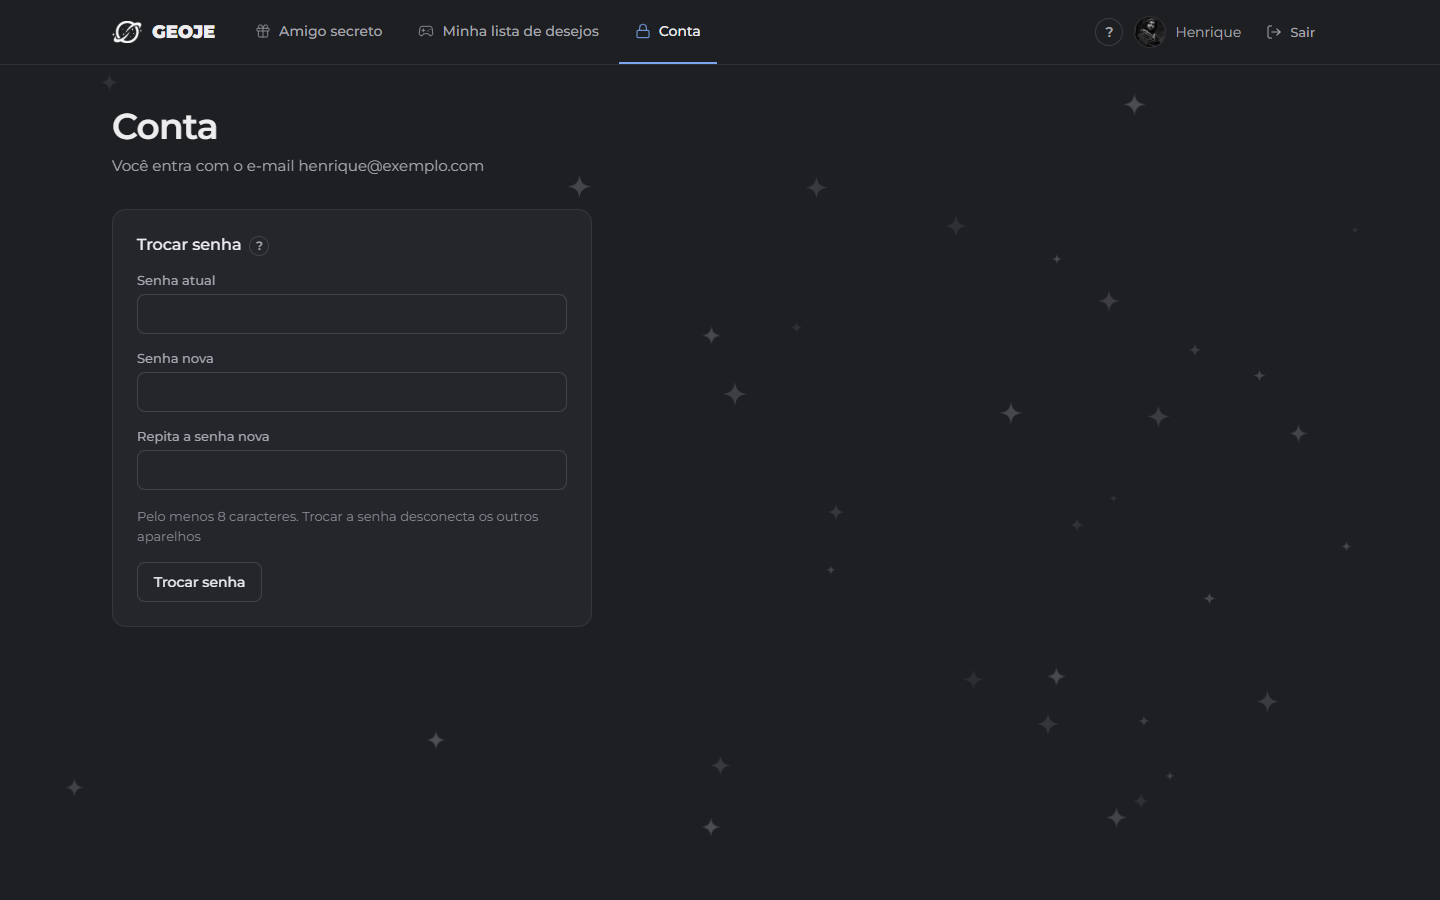 GEOJE
Amigo secreto
Minha lista de desejos
Conta
?
Henrique
Sair
Conta
Você entra com o e-mail henrique@exemplo.com
Trocar senha ?
Senha atual
Senha nova
Repita a senha nova
Pelo menos 8 caracteres. Trocar a senha desconecta os outros
aparelhos
Trocar senha